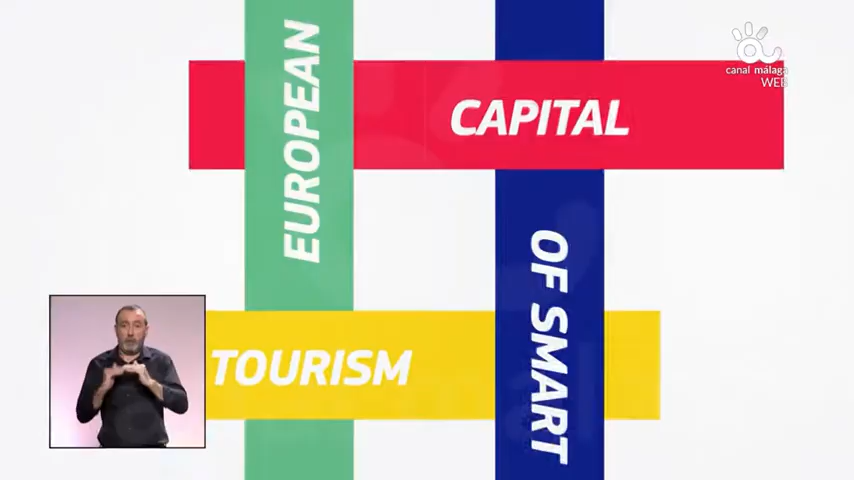 EUROPEAN
CAPITAL
OF SMART
TOURISM
canal málaga
WEB